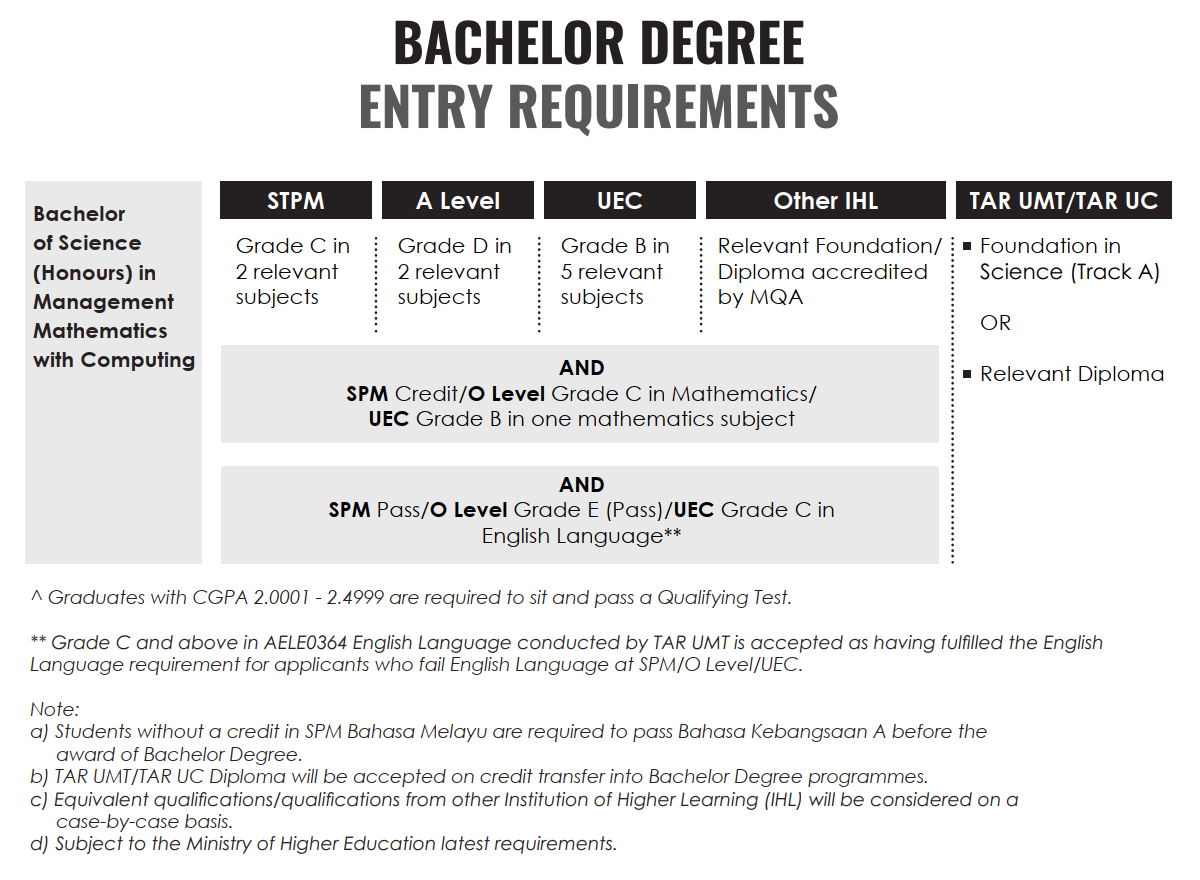 BACHELOR DEGREE
ENTRY REQUIREMENTS
Bachelor
of Science
(Honours) in
Management
Mathematics
with Computing
STPM
Grade C in
2 relevant
subjects
A Level
Grade D in
2 relevant
subjects
UEC
Grade B in
5 relevant
subjects
Other IHL
Relevant Foundation/
Diploma accredited
by MQA
AND
SPM Credit/O Level Grade C in Mathematics/
UEC Grade B in one mathematics subject
AND
SPM Pass/O Level Grade E (Pass)/UEC Grade C in
English Language**
TAR UMT/TAR UC
▪ Foundation in
Science (Track A)
OR
▪ Relevant Diploma
^ Graduates with CGPA 2.0001 - 2.4999 are required to sit and pass a Qualifying Test.
** Grade C and above in AELE0364 English Language conducted by TAR UMT is accepted as having fulfilled the English
Language requirement for applicants who fail English Language at SPM/O Level/UEC.
Note:
a) Students without a credit in SPM Bahasa Melayu are required to pass Bahasa Kebangsaan A before the
award of Bachelor Degree.
b) TAR UMT/TAR UC Diploma will be accepted on credit transfer into Bachelor Degree programmes.
c) Equivalent qualifications/qualifications from other Institution of Higher Learning (IHL) will be considered on a
case-by-case basis.
d) Subject to the Ministry of Higher Education latest requirements.